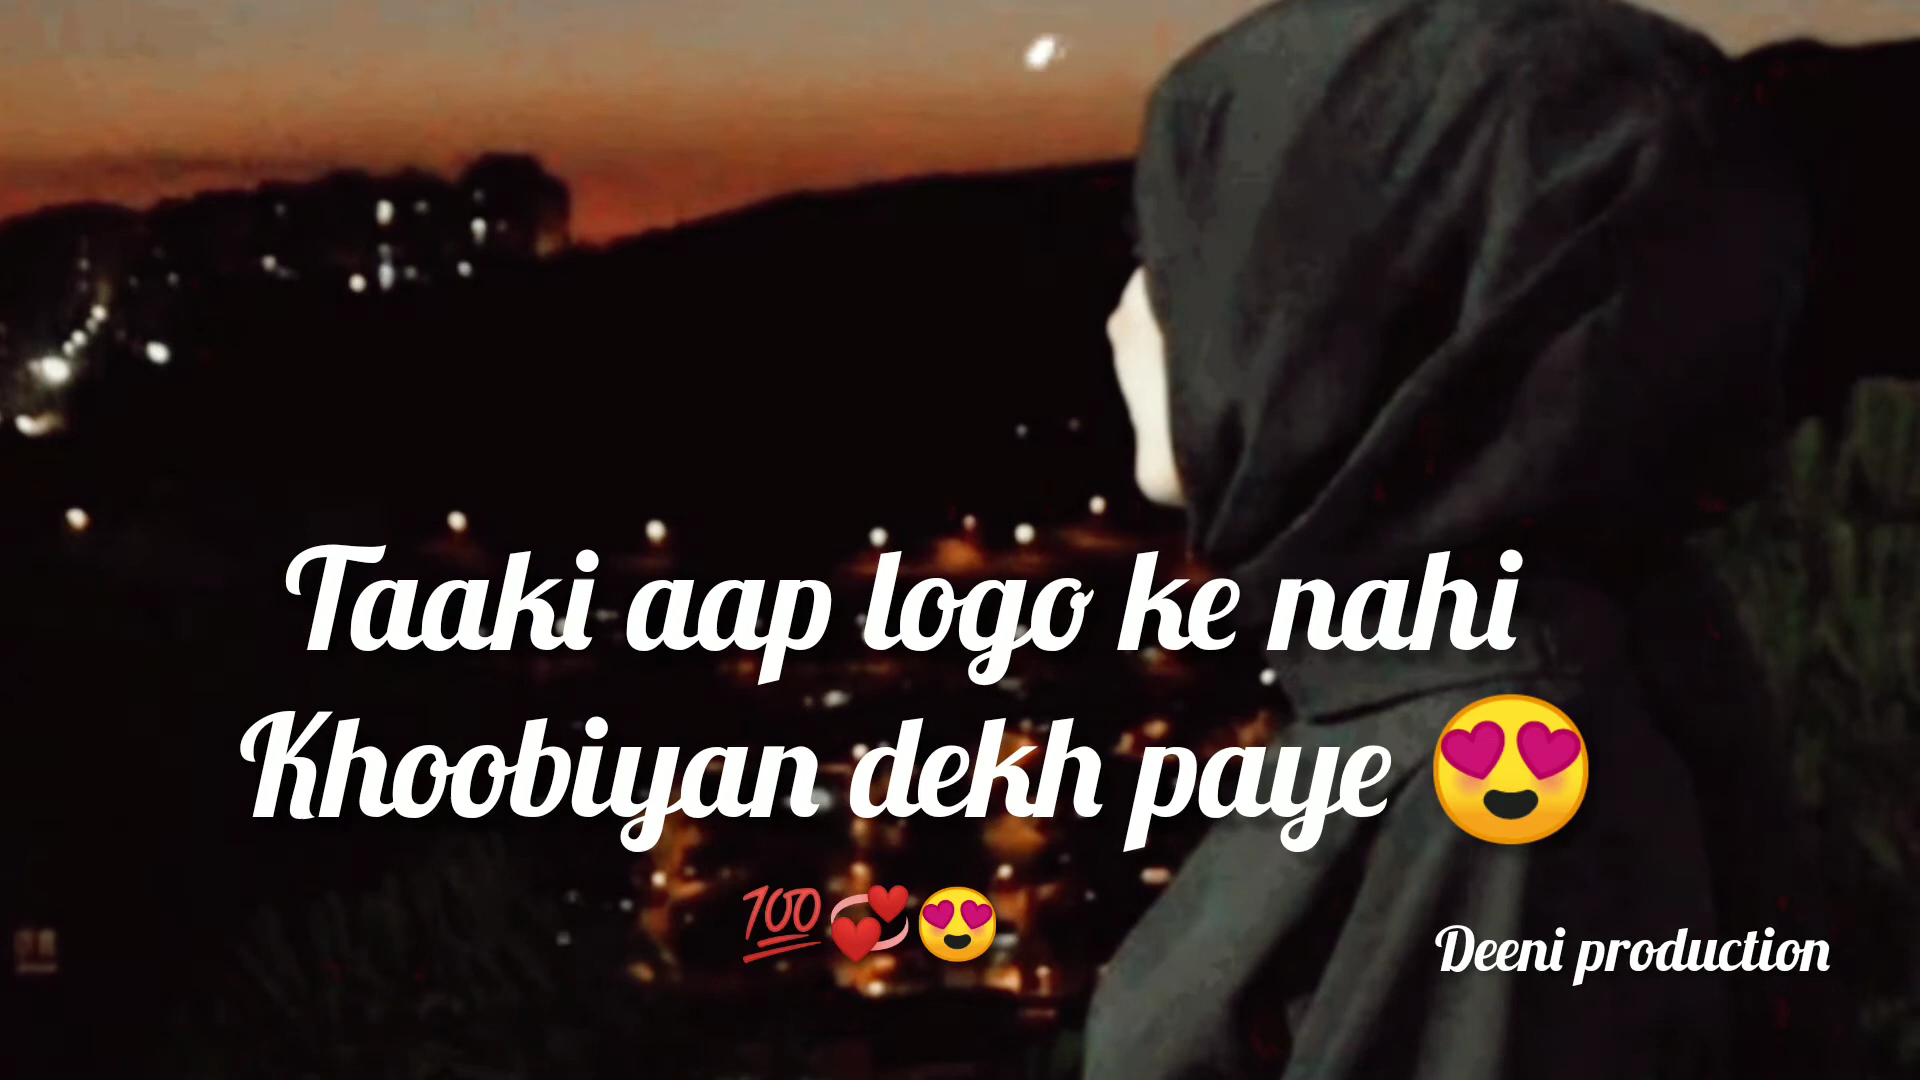 Taaki aap logo ke nahi
Khoobiyan dekh paye 😍
💯💞😍
Deeni production